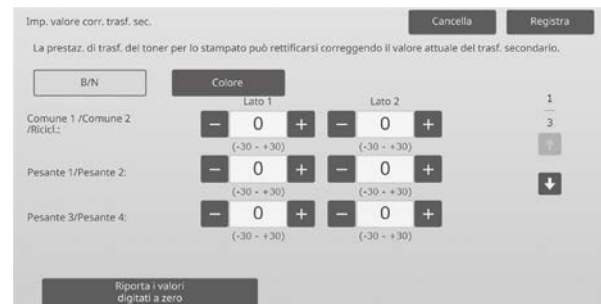 Imp. valore corr. trasf. sec.
Cancella
Registra
La prestaz. di trasf. del toner per lo stampato può rettificarsi correggendo il valore attuale del trasf. secondario.
B/N
Colore
Lato 1
Lato 2
1
3
Comune 1 /Comune 2
/Ricicl.:
− 0 + − 0 +
(-30 - +30) (-30 - +30)
Pesante 1/Pesante 2:
− 0 + − 0 +
(-30 - +30) (-30 - +30)
Pesante 3/Pesante 4:
− 0 + − 0 +
(-30 - +30) (-30 - +30)
Riporta i valori
digitati a zero